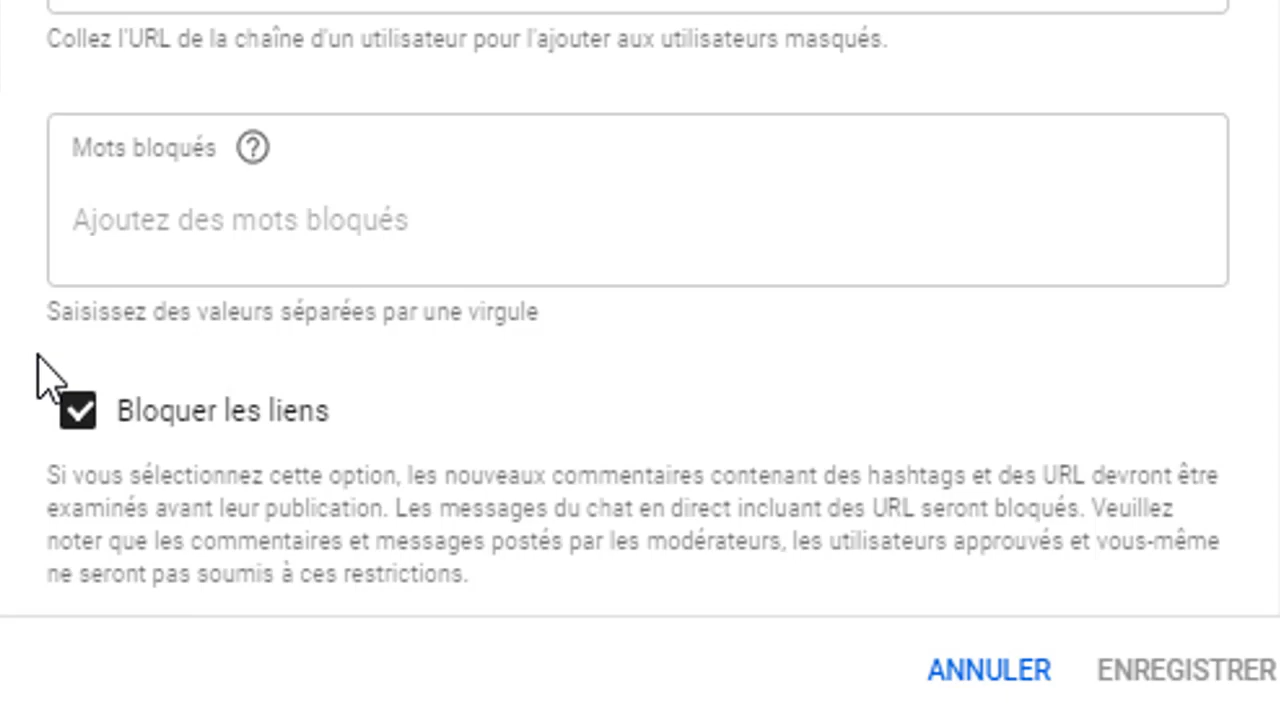 Collez l'URL de la chaîne d'un utilisateur pour l'ajouter aux utilisateurs masqués.
Mots bloqués ?
Ajoutez des mots bloqués
Saisissez des valeurs séparées par une virgule
Bloquer les liens
Si vous sélectionnez cette option, les nouveaux commentaires contenant des hashtags et des URL devront être
examinés avant leur publication. Les messages du chat en direct incluant des URL seront bloqués. Veuillez
noter que les commentaires et messages postés par les modérateurs, les utilisateurs approuvés et vous-même
ne seront pas soumis à ces restrictions.
ANNULER ENREGISTRER